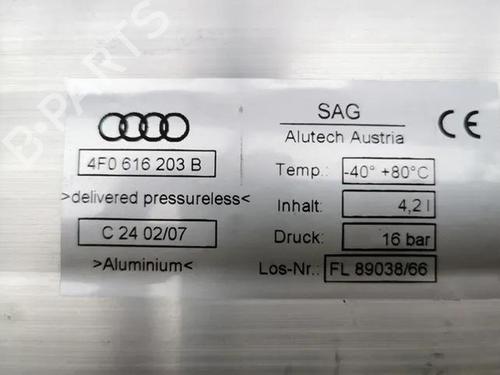 B-PARTS
4F0 616 203 B
>delivered pressureless<
C 24 02/07
>Aluminium<
SAG
Alutech Austria
CE
Temp.: -40° +80°C
Inhalt: 4,2 l
Druck: 16 bar
Los-Nr.: FL 89038/66